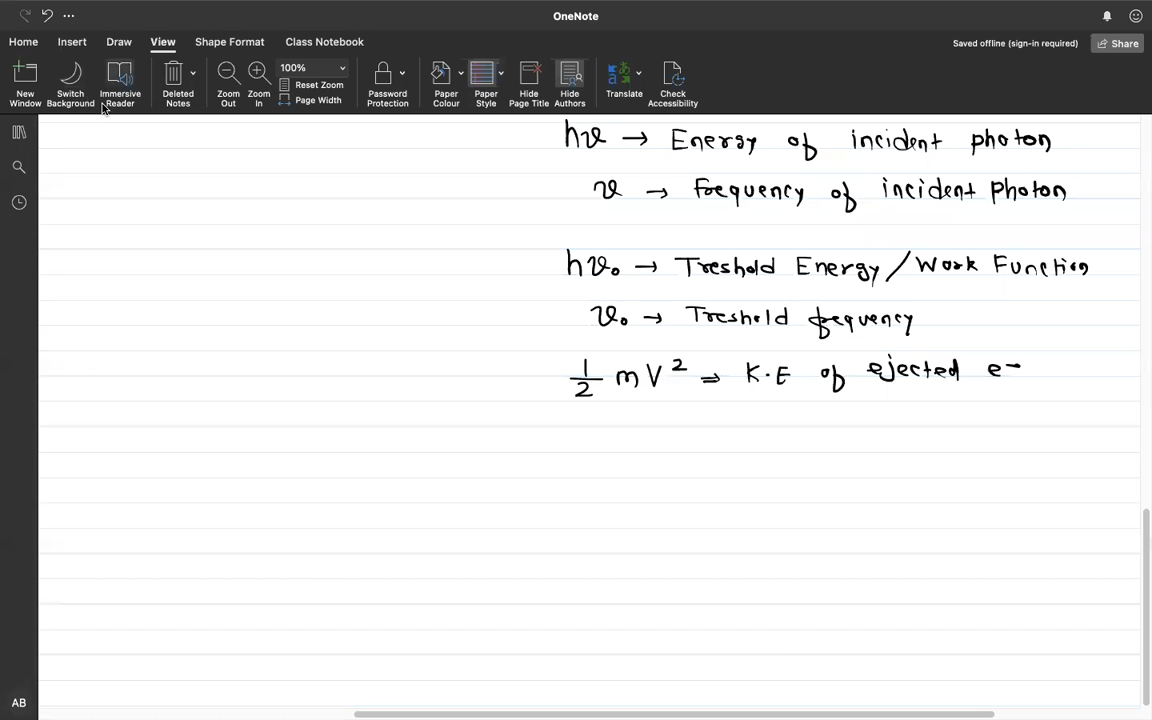 OneNote
Home Insert Draw View Shape Format Class Notebook
Saved offline (sign-in required) Share
New Window
Switch Background
Immersive Reader
Deleted Notes
Zoom Out
Zoom In
100%
Reset Zoom
Page Width
Password Protection
Paper Colour
Paper Style
Hide Page Title
Hide Authors
Translate
Check Accessibility
hν → Energy of incident photon
ν → frequency of incident photon
hν₀ → Treshold Energy/Work Function
ν₀ → Treshold fequency
1/2 mV² ⇒ K.E of ejected e-
AB